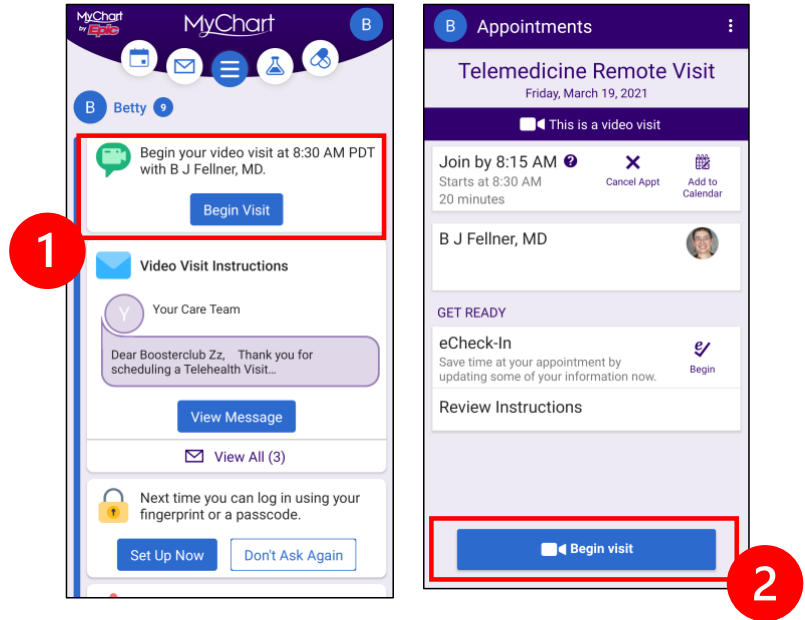 MyChart
by Epic
MyChart
B
B Betty 9
Begin your video visit at 8:30 AM PDT
with B J Fellner, MD.
Begin Visit
1
Video Visit Instructions
Y
Your Care Team
Dear Boosterclub Zz, Thank you for
scheduling a Telehealth Visit...
View Message
View All (3)
Next time you can log in using your
fingerprint or a passcode.
Set Up Now
Don't Ask Again
B Appointments
Telemedicine Remote Visit
Friday, March 19, 2021
This is a video visit
Join by 8:15 AM ?
Starts at 8:30 AM
20 minutes
Cancel Appt
Add to
Calendar
B J Fellner, MD
GET READY
eCheck-In
Save time at your appointment by
updating some of your information now.
Begin
Review Instructions
Begin visit
2